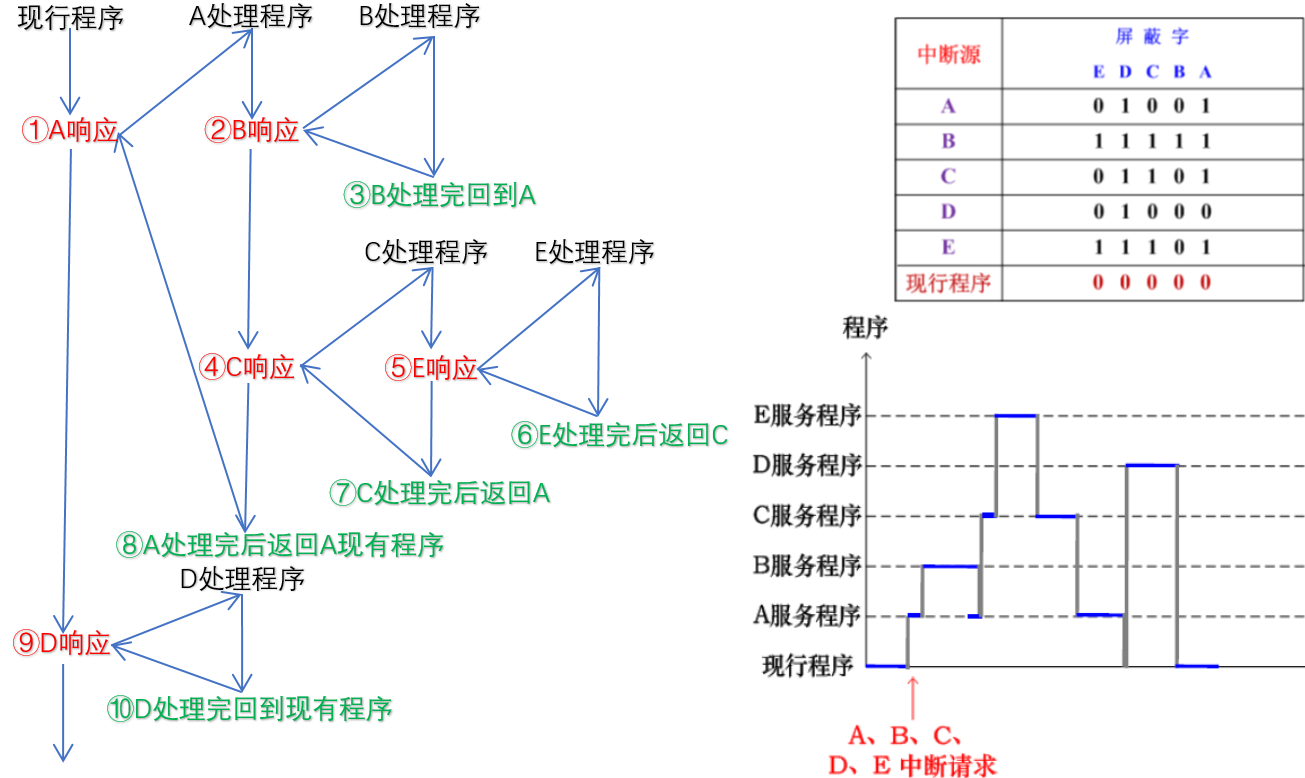 现行程序
A处理程序
B处理程序
①A响应
②B响应
③B处理完回到A
C处理程序
E处理程序
④C响应
⑤E响应
⑥E处理完后返回C
⑦C处理完后返回A
⑧A处理完后返回A现有程序
D处理程序
⑨D响应
⑩D处理完回到现有程序
中断源 屏蔽字
E D C B A
A 0 1 0 0 1
B 1 1 1 1 1
C 0 1 1 0 1
D 0 1 0 0 0
E 1 1 1 0 1
现行程序 0 0 0 0 0
程序
E服务程序
D服务程序
C服务程序
B服务程序
A服务程序
现行程序
A、B、C、
D、E 中断请求